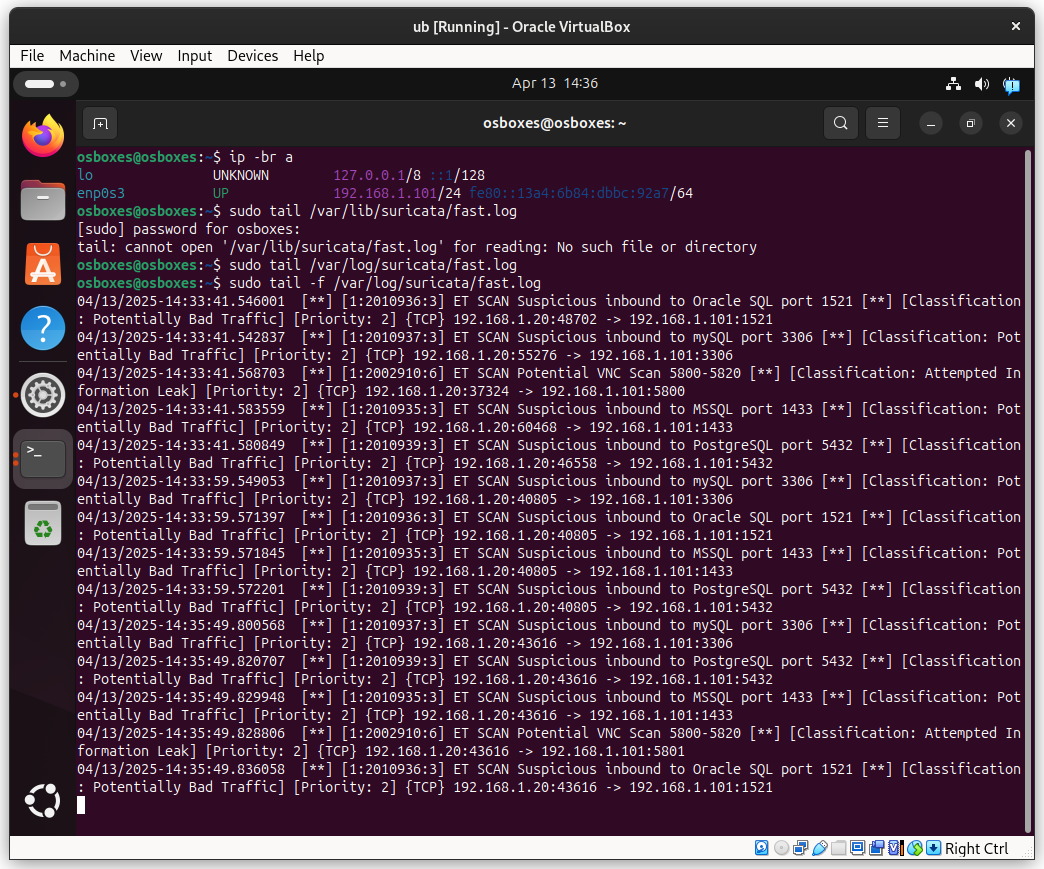 ub [Running] - Oracle VirtualBox
File Machine View Input Devices Help
Apr 13 14:36
osboxes@osboxes: ~
osboxes@osboxes:~$ ip -br a
lo UNKNOWN 127.0.0.1/8 ::1/128
enp0s3 UP 192.168.1.101/24 fe80::13a4:6b84:dbbc:92a7/64
osboxes@osboxes:~$ sudo tail /var/lib/suricata/fast.log
[sudo] password for osboxes:
tail: cannot open '/var/lib/suricata/fast.log' for reading: No such file or directory
osboxes@osboxes:~$ sudo tail /var/log/suricata/fast.log
osboxes@osboxes:~$ sudo tail -f /var/log/suricata/fast.log
04/13/2025-14:33:41.546001 [**] [1:2010936:3] ET SCAN Suspicious inbound to Oracle SQL port 1521 [**] [Classification
: Potentially Bad Traffic] [Priority: 2] {TCP} 192.168.1.20:48702 -> 192.168.1.101:1521
04/13/2025-14:33:41.542837 [**] [1:2010937:3] ET SCAN Suspicious inbound to mySQL port 3306 [**] [Classification: Pot
entially Bad Traffic] [Priority: 2] {TCP} 192.168.1.20:55276 -> 192.168.1.101:3306
04/13/2025-14:33:41.568703 [**] [1:2002910:6] ET SCAN Potential VNC Scan 5800-5820 [**] [Classification: Attempted In
formation Leak] [Priority: 2] {TCP} 192.168.1.20:37324 -> 192.168.1.101:5800
04/13/2025-14:33:41.583559 [**] [1:2010935:3] ET SCAN Suspicious inbound to MSSQL port 1433 [**] [Classification: Pot
entially Bad Traffic] [Priority: 2] {TCP} 192.168.1.20:60468 -> 192.168.1.101:1433
04/13/2025-14:33:41.580849 [**] [1:2010939:3] ET SCAN Suspicious inbound to PostgreSQL port 5432 [**] [Classification
: Potentially Bad Traffic] [Priority: 2] {TCP} 192.168.1.20:46558 -> 192.168.1.101:5432
04/13/2025-14:33:59.549053 [**] [1:2010937:3] ET SCAN Suspicious inbound to mySQL port 3306 [**] [Classification: Pot
entially Bad Traffic] [Priority: 2] {TCP} 192.168.1.20:40805 -> 192.168.1.101:3306
04/13/2025-14:33:59.571397 [**] [1:2010936:3] ET SCAN Suspicious inbound to Oracle SQL port 1521 [**] [Classification
: Potentially Bad Traffic] [Priority: 2] {TCP} 192.168.1.20:40805 -> 192.168.1.101:1521
04/13/2025-14:33:59.571845 [**] [1:2010935:3] ET SCAN Suspicious inbound to MSSQL port 1433 [**] [Classification: Pot
entially Bad Traffic] [Priority: 2] {TCP} 192.168.1.20:40805 -> 192.168.1.101:1433
04/13/2025-14:33:59.572201 [**] [1:2010939:3] ET SCAN Suspicious inbound to PostgreSQL port 5432 [**] [Classification
: Potentially Bad Traffic] [Priority: 2] {TCP} 192.168.1.20:40805 -> 192.168.1.101:5432
04/13/2025-14:35:49.800568 [**] [1:2010937:3] ET SCAN Suspicious inbound to mySQL port 3306 [**] [Classification: Pot
entially Bad Traffic] [Priority: 2] {TCP} 192.168.1.20:43616 -> 192.168.1.101:3306
04/13/2025-14:35:49.820707 [**] [1:2010939:3] ET SCAN Suspicious inbound to PostgreSQL port 5432 [**] [Classification
: Potentially Bad Traffic] [Priority: 2] {TCP} 192.168.1.20:43616 -> 192.168.1.101:5432
04/13/2025-14:35:49.829948 [**] [1:2010935:3] ET SCAN Suspicious inbound to MSSQL port 1433 [**] [Classification: Pot
entially Bad Traffic] [Priority: 2] {TCP} 192.168.1.20:43616 -> 192.168.1.101:1433
04/13/2025-14:35:49.828806 [**] [1:2002910:6] ET SCAN Potential VNC Scan 5800-5820 [**] [Classification: Attempted In
formation Leak] [Priority: 2] {TCP} 192.168.1.20:43616 -> 192.168.1.101:5801
04/13/2025-14:35:49.836058 [**] [1:2010936:3] ET SCAN Suspicious inbound to Oracle SQL port 1521 [**] [Classification
: Potentially Bad Traffic] [Priority: 2] {TCP} 192.168.1.20:43616 -> 192.168.1.101:1521
Right Ctrl